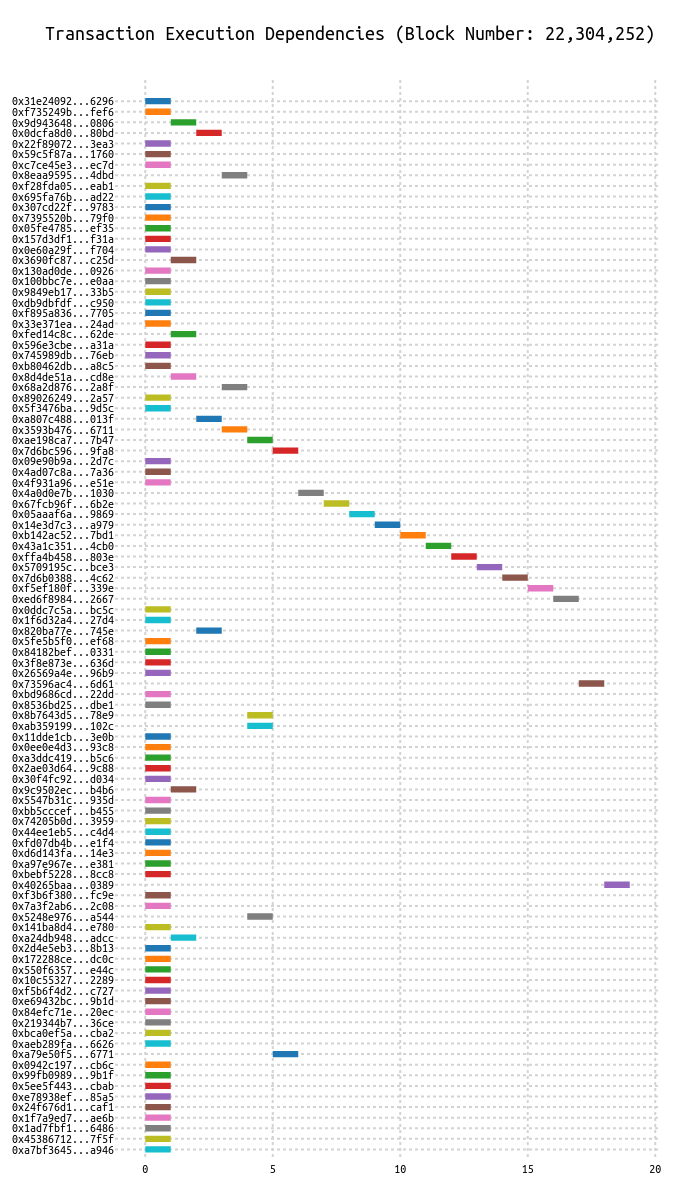 Transaction Execution Dependencies (Block Number: 22,304,252)
0x31e24092...6296
0xf735249b...fef6
0x9d943648...0806
0x0dcfa8d0...80bd
0x22f89072...3ea3
0x59c5f87a...1760
0xc7ce45e3...ec7d
0x8eaa9595...4dbd
0xf28fda05...eab1
0x695fa76b...ad22
0x307cd22f...9783
0x7395520b...79f0
0x05fe4785...ef35
0x157d3df1...f31a
0x0e60a29f...f704
0x3690fc87...c25d
0x130ad0de...0926
0x100bbc7e...e0aa
0x9849eb17...33b5
0xdb9dbfdf...c950
0xf895a836...7705
0x33e371ea...24ad
0xfed14c8c...62de
0x596e3cbe...a31a
0x745989db...76eb
0xb80462db...a8c5
0x8d4de51a...cd8e
0x68a2d876...2a8f
0x89026249...2a57
0x5f3476ba...9d5c
0xa807c488...013f
0x3593b476...6711
0xae198ca7...7b47
0x7d6bc596...9fa8
0x09e90b9a...2d7c
0x4ad07c8a...7a36
0x4f931a96...e51e
0x4a0d0e7b...1030
0x67fcb96f...6b2e
0x05aaaf6a...9869
0x14e3d7c3...a979
0xb142ac52...7bd1
0x43a1c351...4cb0
0xffa4b458...803e
0x5709195c...bce3
0x7d6b0388...4c62
0xf5ef180f...339e
0xed6f8984...2667
0x0ddc7c5a...bc5c
0x1f6d32a4...27d4
0x820ba77e...745e
0x5fe5b5f0...ef68
0x84182bef...0331
0x3f8e873e...636d
0x26569a4e...96b9
0x73596ac4...6d61
0xbd9686cd...22dd
0x8536bd25...dbe1
0x8b7643d5...78e9
0xab359199...102c
0x11dde1cb...3e0b
0x0ee0e4d3...93c8
0xa3ddc419...b5c6
0x2ae03d64...9c88
0x30f4fc92...d034
0x9c9502ec...b4b6
0x5547b31c...935d
0xbb5cccef...b455
0x74205b0d...3959
0x44ee1eb5...c4d4
0xfd07db4b...e1f4
0xd6d143fa...14e3
0xa97e967e...e381
0xbebf5228...8cc8
0x40265baa...0389
0xf3b6f380...fc9e
0x7a3f2ab6...2c08
0x5248e976...a544
0x141ba8d4...e780
0xa24db948...adcc
0x2d4e5eb3...8b13
0x172288ce...dc0c
0x550f6357...e44c
0x10c55327...2289
0xf5b6f4d2...c727
0xe69432bc...9b1d
0x84efc71e...20ec
0x219344b7...36ce
0xbca0ef5a...cba2
0xaeb289fa...6626
0xa79e50f5...6771
0x0942c197...cb6c
0x99fb0989...9b1f
0x5ee5f443...cbab
0xe78938ef...85a5
0x24f676d1...caf1
0x1f7a9ed7...ae6b
0x1ad7fbf1...6486
0x45386712...7f5f
0xa7bf3645...a946
0 5 10 15 20